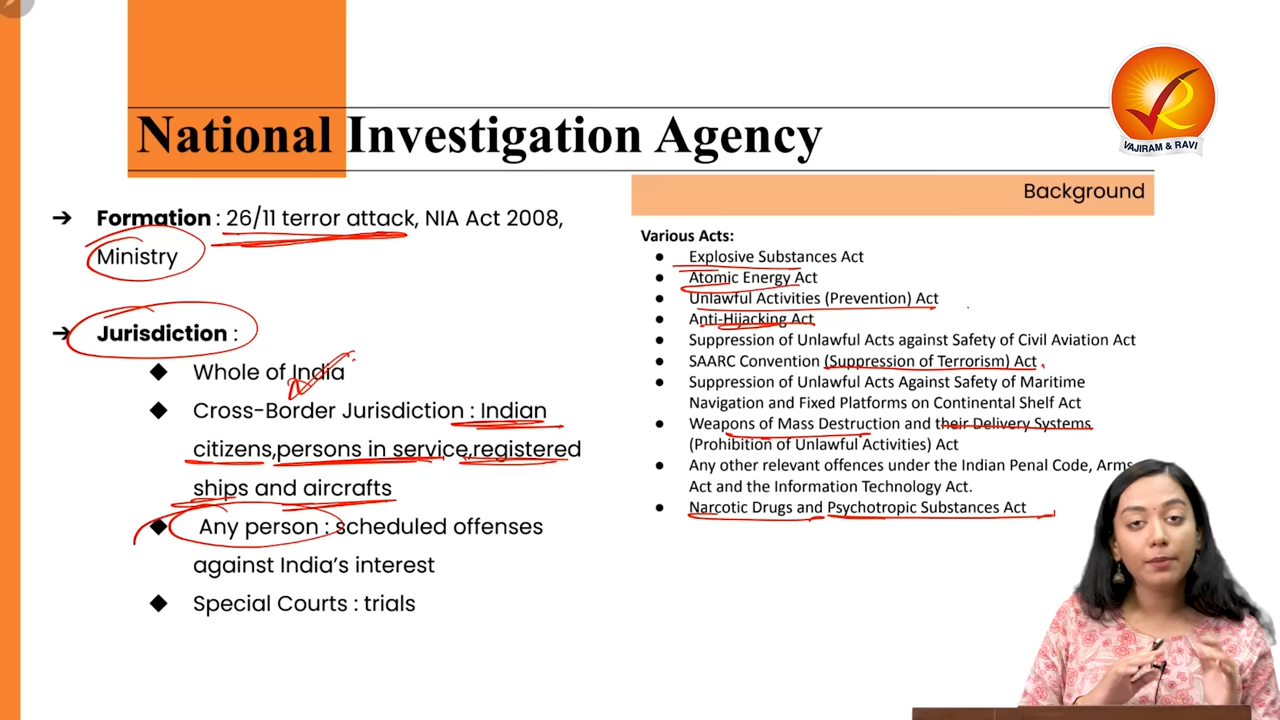 National Investigation Agency
VAJIRAM & RAVI
➔ Formation : 26/11 terror attack, NIA Act 2008,
Ministry
➔ Jurisdiction :
◆ Whole of India
◆ Cross-Border Jurisdiction : Indian
citizens,persons in service,registered
ships and aircrafts
◆ Any person : scheduled offenses
against India's interest
◆ Special Courts : trials
Background
Various Acts:
● Explosive Substances Act
● Atomic Energy Act
● Unlawful Activities (Prevention) Act
● Anti-Hijacking Act
● Suppression of Unlawful Acts against Safety of Civil Aviation Act
● SAARC Convention (Suppression of Terrorism) Act
● Suppression of Unlawful Acts Against Safety of Maritime
Navigation and Fixed Platforms on Continental Shelf Act
● Weapons of Mass Destruction and their Delivery Systems
(Prohibition of Unlawful Activities) Act
● Any other relevant offences under the Indian Penal Code, Arms
Act and the Information Technology Act.
● Narcotic Drugs and Psychotropic Substances Act